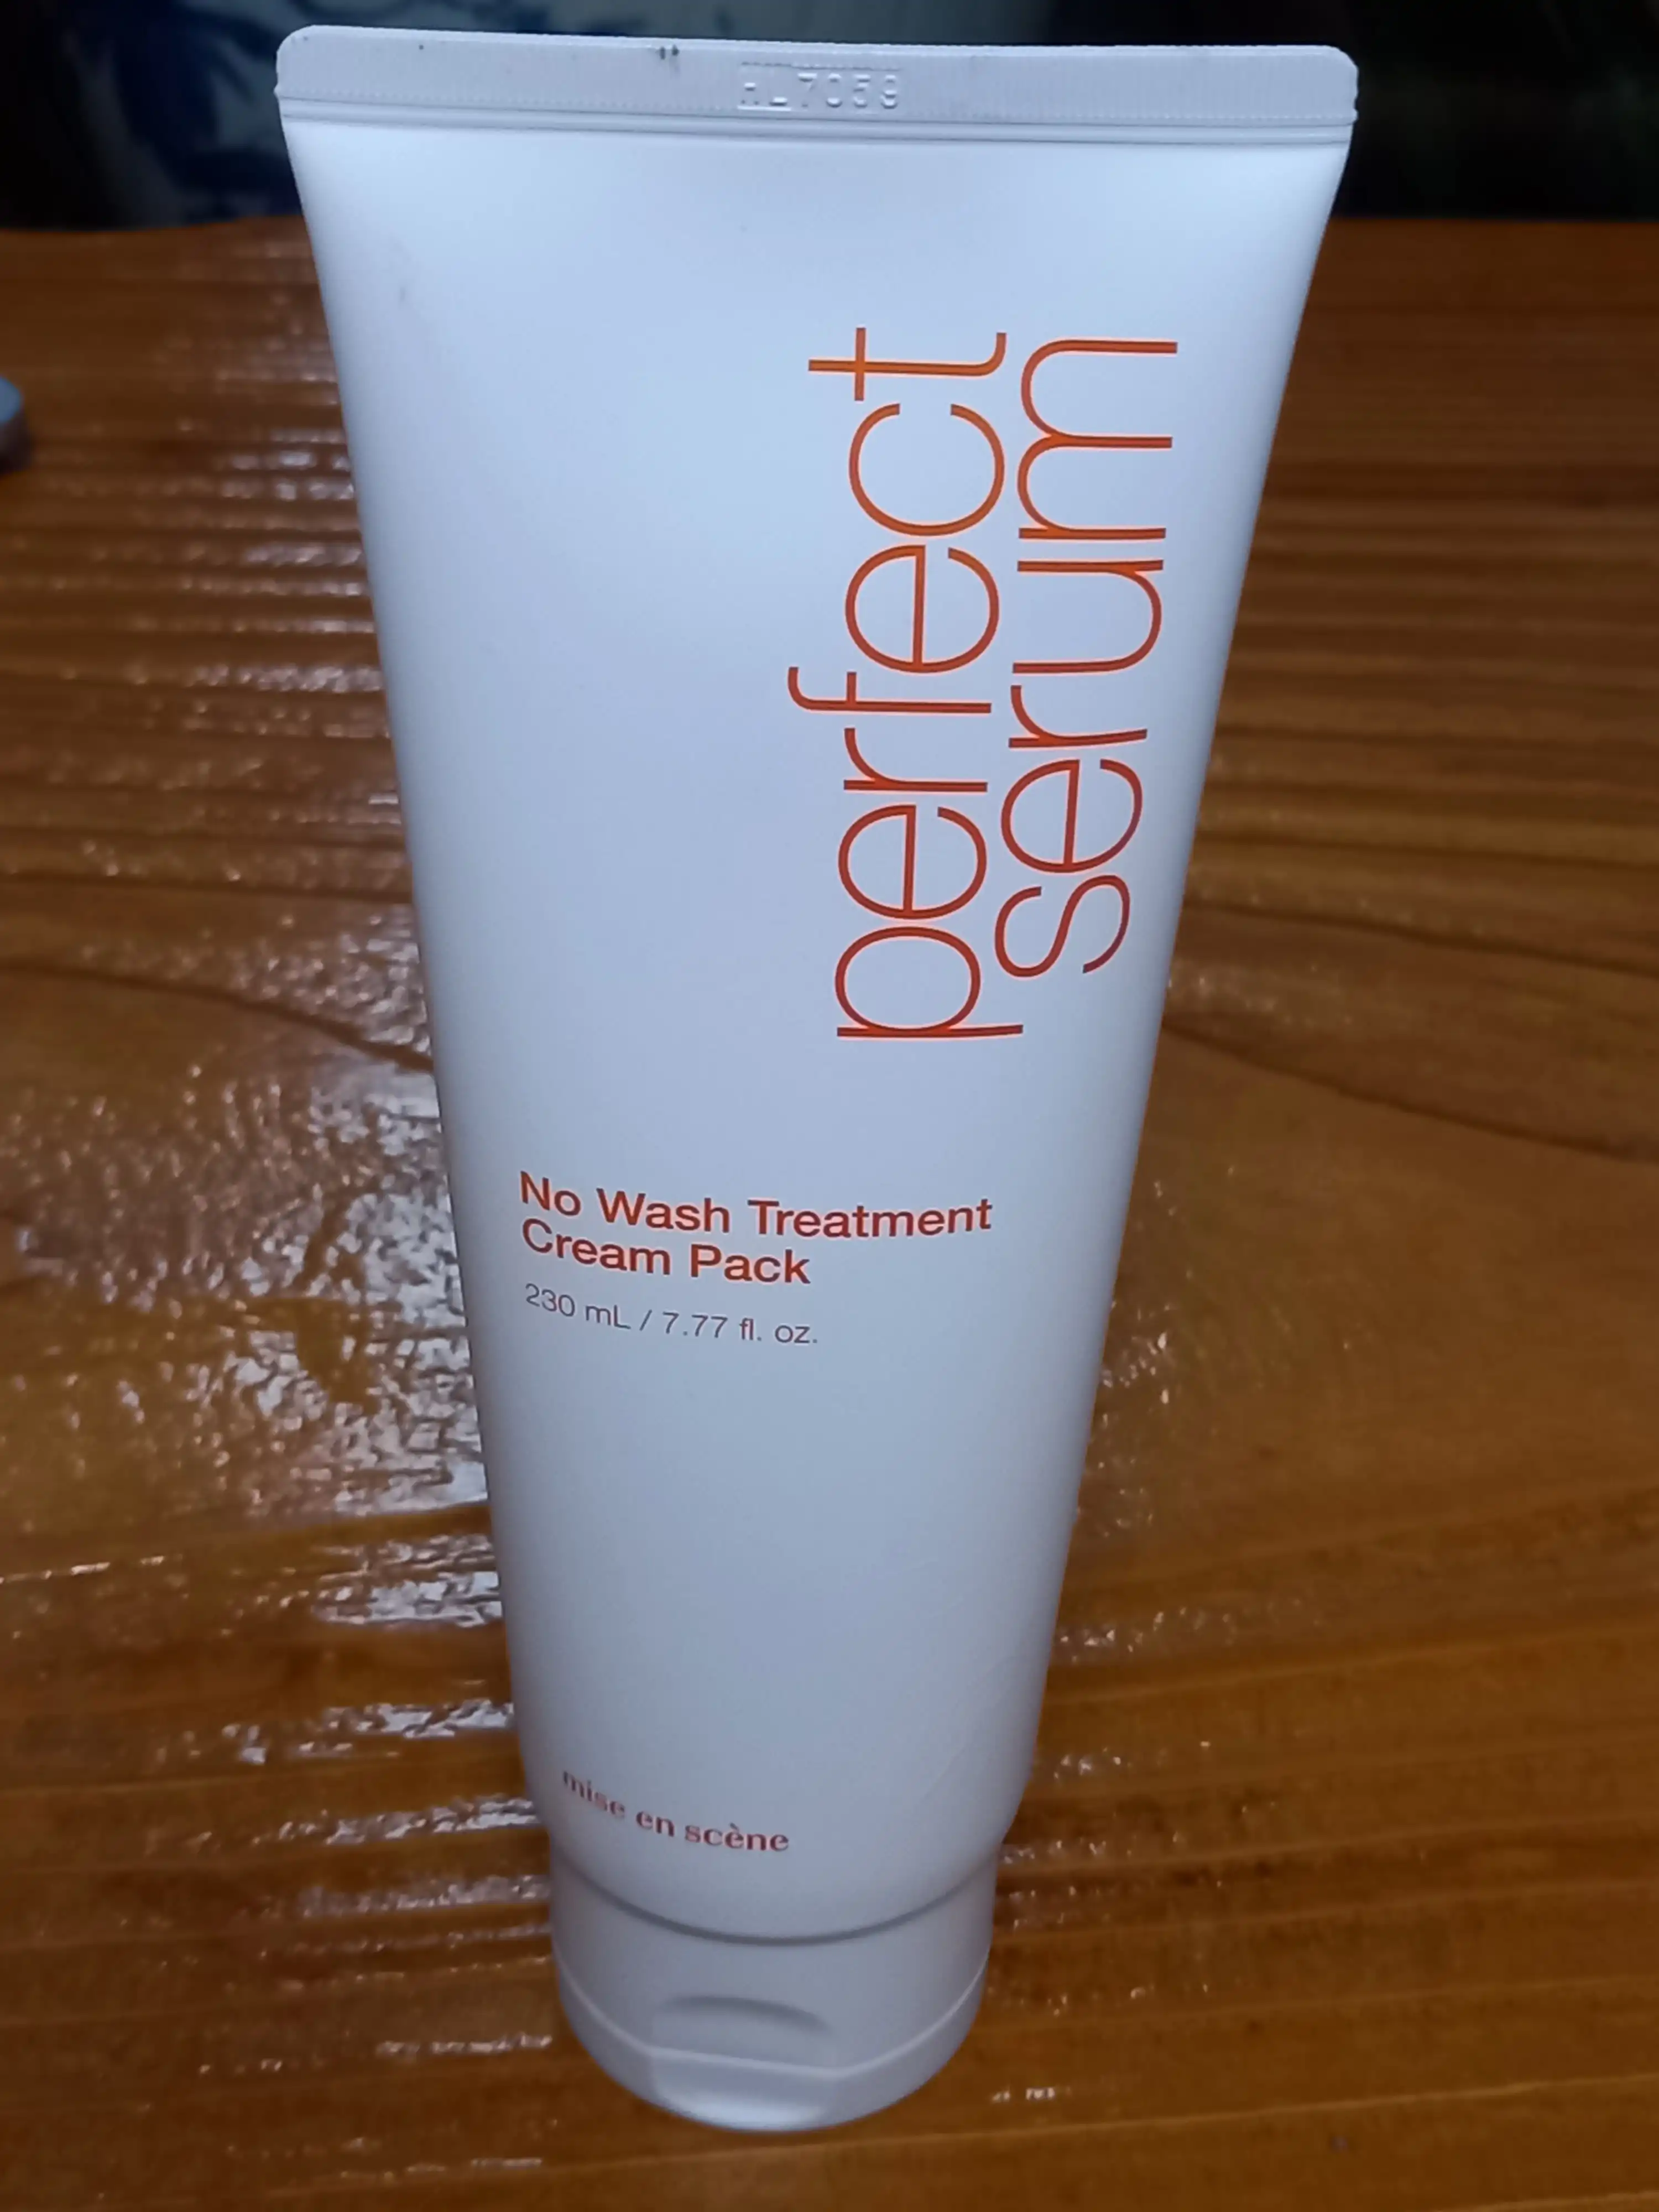 perfect
serum
No Wash Treatment
Cream Pack
230 mL / 7.77 fl. oz.
mise en scène